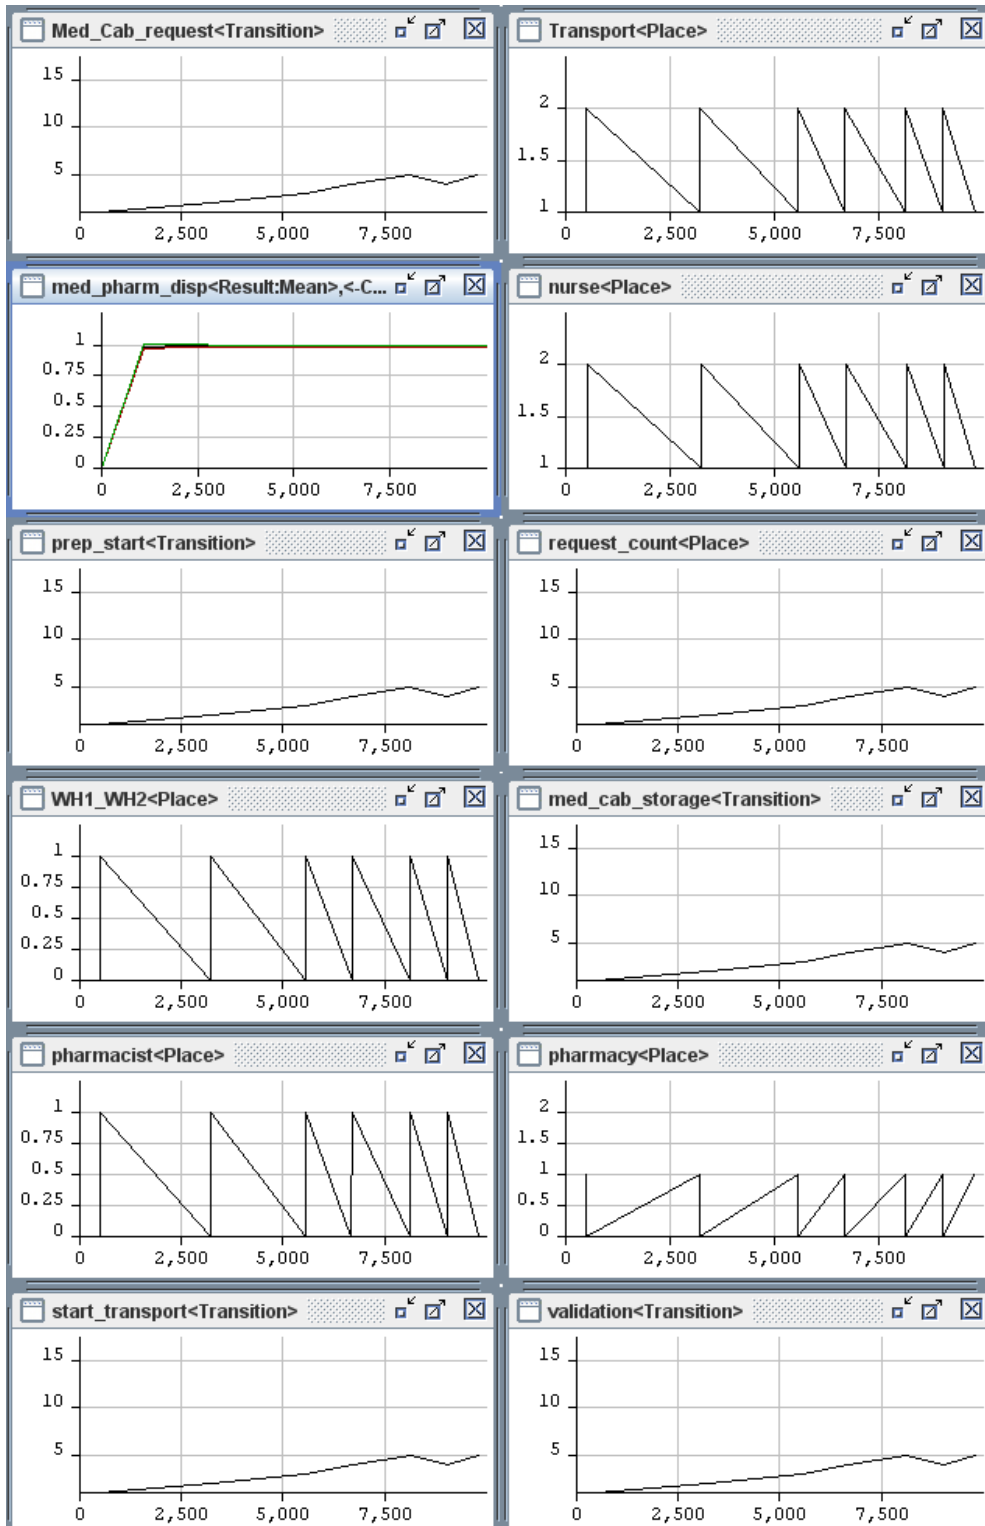 Med_Cab_request<Transition>
15
10
5
0 2,500 5,000 7,500
Transport<Place>
2
1.5
1
0 2,500 5,000 7,500
med_pharm_disp<Result:Mean>,<-C...
1
0.75
0.5
0.25
0
0 2,500 5,000 7,500
nurse<Place>
2
1.5
1
0 2,500 5,000 7,500
prep_start<Transition>
15
10
5
0 2,500 5,000 7,500
request_count<Place>
15
10
5
0 2,500 5,000 7,500
WH1_WH2<Place>
1
0.75
0.5
0.25
0
0 2,500 5,000 7,500
med_cab_storage<Transition>
15
10
5
0 2,500 5,000 7,500
pharmacist<Place>
1
0.75
0.5
0.25
0
0 2,500 5,000 7,500
pharmacy<Place>
2
1.5
1
0.5
0
0 2,500 5,000 7,500
start_transport<Transition>
15
10
5
0 2,500 5,000 7,500
validation<Transition>
15
10
5
0 2,500 5,000 7,500